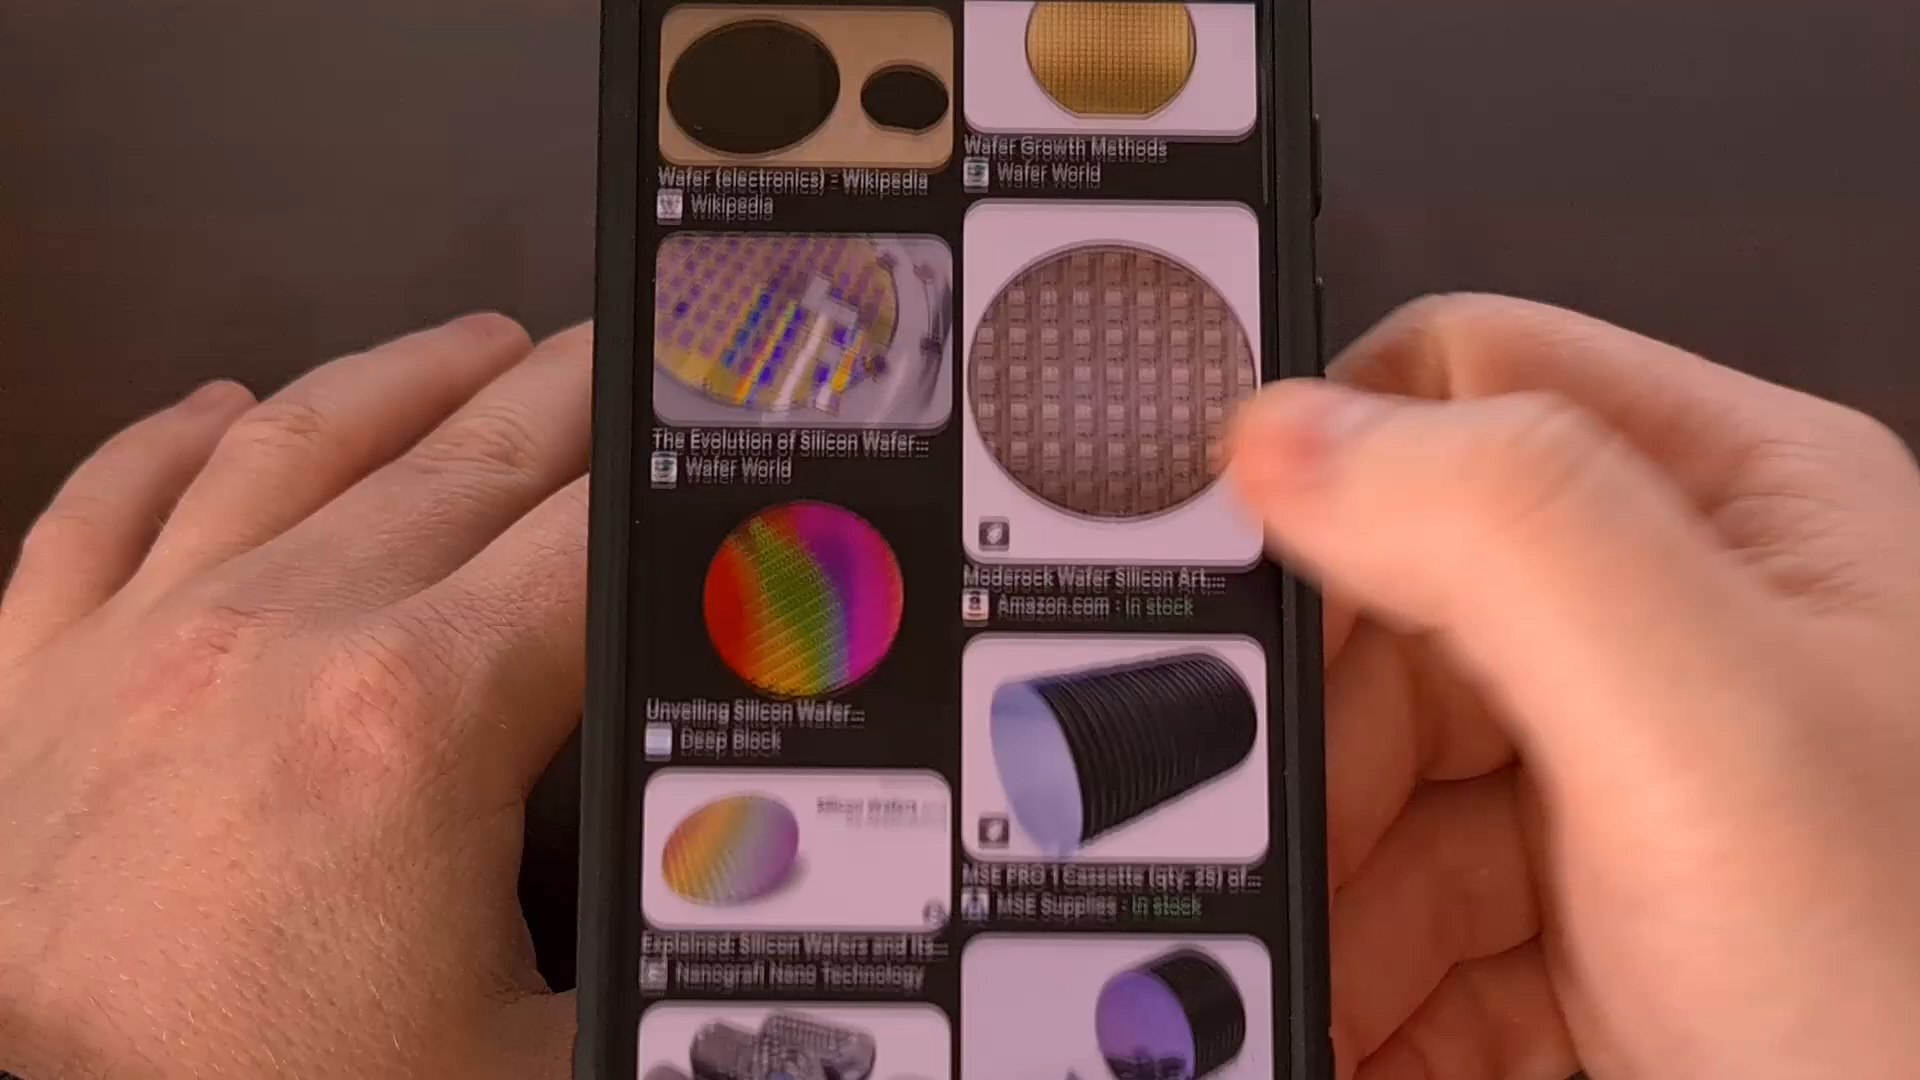 Wafer (electronics) - Wikipedia
Wikipedia
The Evolution of Silicon Wafer...
Wafer World
Unveiling Silicon Wafer...
Deep Block
Silicon Wafers
Explained: Silicon Wafers and Its...
Nanografi Nano Technology
Wafer Growth Methods
Wafer World
Moderock Wafer Silicon Art,...
Amazon.com · In stock
MSE PRO 1 Cassette (qty. 25) of...
MSE Supplies · In stock